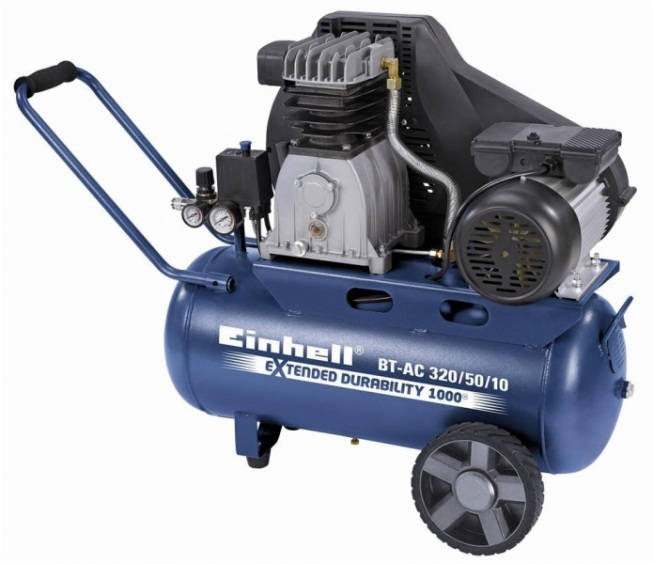 Einhell®
BT-AC 320/50/10
EXTENDED DURABILITY 1000®